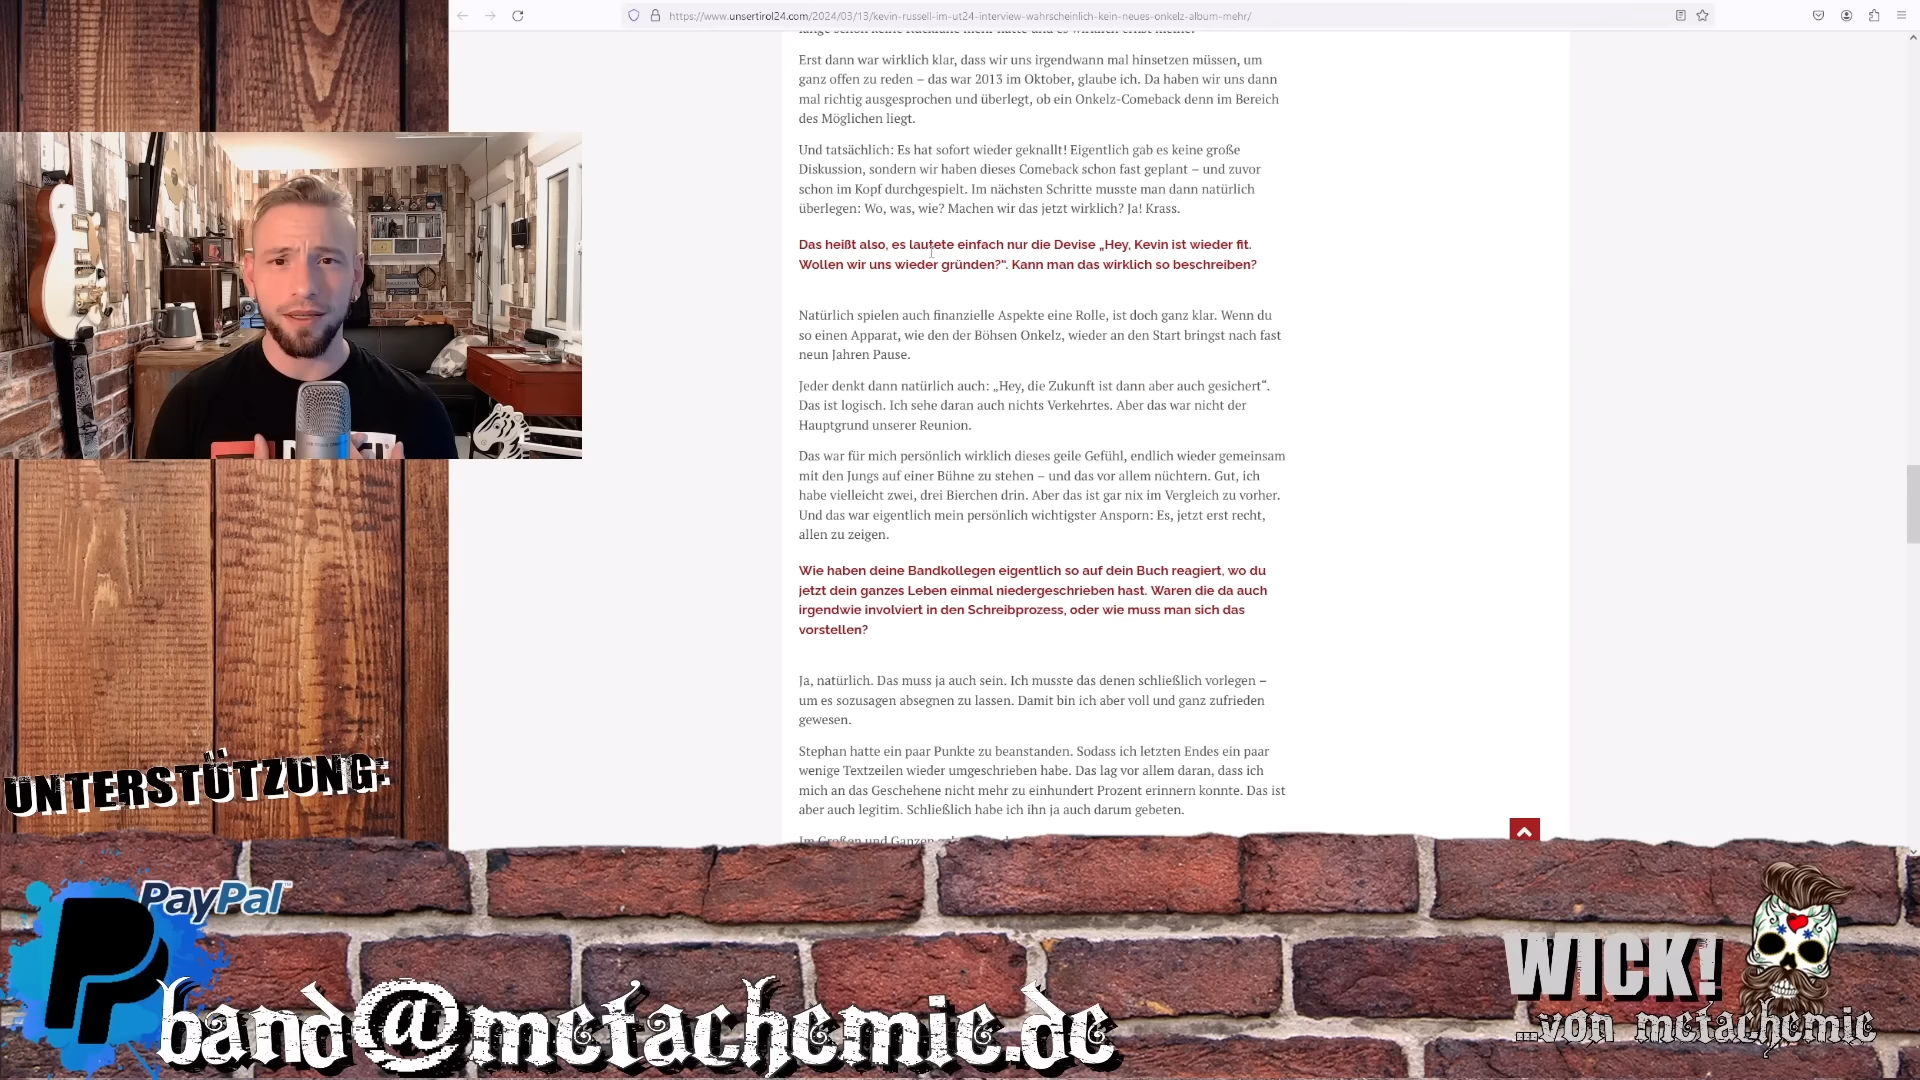 https://www.unsertirol24.com/2024/03/13/kevin-russell-im-ut24-interview-wahrscheinlich-kein-neues-onkelz-album-mehr/
lange schon keine Rückfälle mehr hatte und es wirklich ernst meine.
Erst dann war wirklich klar, dass wir uns irgendwann mal hinsetzen müssen, um
ganz offen zu reden – das war 2013 im Oktober, glaube ich. Da haben wir uns dann
mal richtig ausgesprochen und überlegt, ob ein Onkelz-Comeback denn im Bereich
des Möglichen liegt.
Und tatsächlich: Es hat sofort wieder geknallt! Eigentlich gab es keine große
Diskussion, sondern wir haben dieses Comeback schon fast geplant – und zuvor
schon im Kopf durchgespielt. Im nächsten Schritte musste man dann natürlich
überlegen: Wo, was, wie? Machen wir das jetzt wirklich? Ja! Krass.
Das heißt also, es lautete einfach nur die Devise „Hey, Kevin ist wieder fit.
Wollen wir uns wieder gründen?“. Kann man das wirklich so beschreiben?
Natürlich spielen auch finanzielle Aspekte eine Rolle, ist doch ganz klar. Wenn du
so einen Apparat, wie den der Böhsen Onkelz, wieder an den Start bringst nach fast
neun Jahren Pause.
Jeder denkt dann natürlich auch: „Hey, die Zukunft ist dann aber auch gesichert“.
Das ist logisch. Ich sehe daran auch nichts Verkehrtes. Aber das war nicht der
Hauptgrund unserer Reunion.
Das war für mich persönlich wirklich dieses geile Gefühl, endlich wieder gemeinsam
mit den Jungs auf einer Bühne zu stehen – und das vor allem nüchtern. Gut, ich
habe vielleicht zwei, drei Bierchen drin. Aber das ist gar nix im Vergleich zu vorher.
Und das war eigentlich mein persönlich wichtigster Ansporn: Es, jetzt erst recht,
allen zu zeigen.
Wie haben deine Bandkollegen eigentlich so auf dein Buch reagiert, wo du
jetzt dein ganzes Leben einmal niedergeschrieben hast. Waren die da auch
irgendwie involviert in den Schreibprozess, oder wie muss man sich das
vorstellen?
Ja, natürlich. Das muss ja auch sein. Ich musste das denen schließlich vorlegen –
um es sozusagen absegnen zu lassen. Damit bin ich aber voll und ganz zufrieden
gewesen.
Stephan hatte ein paar Punkte zu beanstanden. Sodass ich letzten Endes ein paar
wenige Textzeilen wieder umgeschrieben habe. Das lag vor allem daran, dass ich
mich an das Geschehene nicht mehr zu einhundert Prozent erinnern konnte. Das ist
aber auch legitim. Schließlich habe ich ihn ja auch darum gebeten.
Im Großen und Ganzen
UNTERSTÜTZUNG:
PayPal™
band@metachemie.de
WICK!
...von metachemie